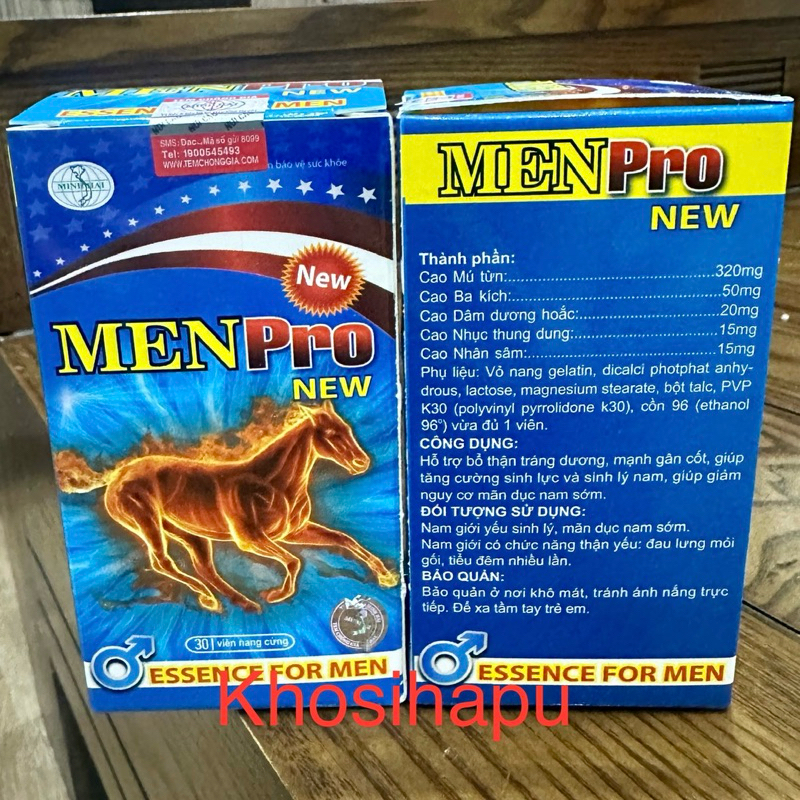 MENPro
NEW
ESSENCE FOR MEN
SMS: Dac...Mã số gửi 8099
Tel: 1900545493
WWW.TEMCHONGGIA.COM
bảo vệ sức khỏe
New
MENPro
NEW
30 viên nang cứng
ESSENCE FOR MEN
MENPro
NEW
Thành phần:
Cao Mú từn:...320mg
Cao Ba kích:...50mg
Cao Dâm dương hoắc:...20mg
Cao Nhục thung dung:...15mg
Cao Nhân sâm:...15mg
Phụ liệu: Vỏ nang gelatin, dicalci photphat anhy-
drous, lactose, magnesium stearate, bột talc, PVP
K30 (polyvinyl pyrrolidone k30), cồn 96 (ethanol
96°) vừa đủ 1 viên.
CÔNG DỤNG:
Hỗ trợ bổ thận tráng dương, mạnh gân cốt, giúp
tăng cường sinh lực và sinh lý nam, giúp giảm
nguy cơ mãn dục nam sớm.
ĐỐI TƯỢNG SỬ DỤNG:
Nam giới yếu sinh lý, mãn dục nam sớm.
Nam giới có chức năng thận yếu: đau lưng mỏi
gối, tiểu đêm nhiều lần.
BẢO QUẢN:
Bảo quản ở nơi khô mát, tránh ánh nắng trực
tiếp. Để xa tầm tay trẻ em.
ESSENCE FOR MEN
Khosihapu